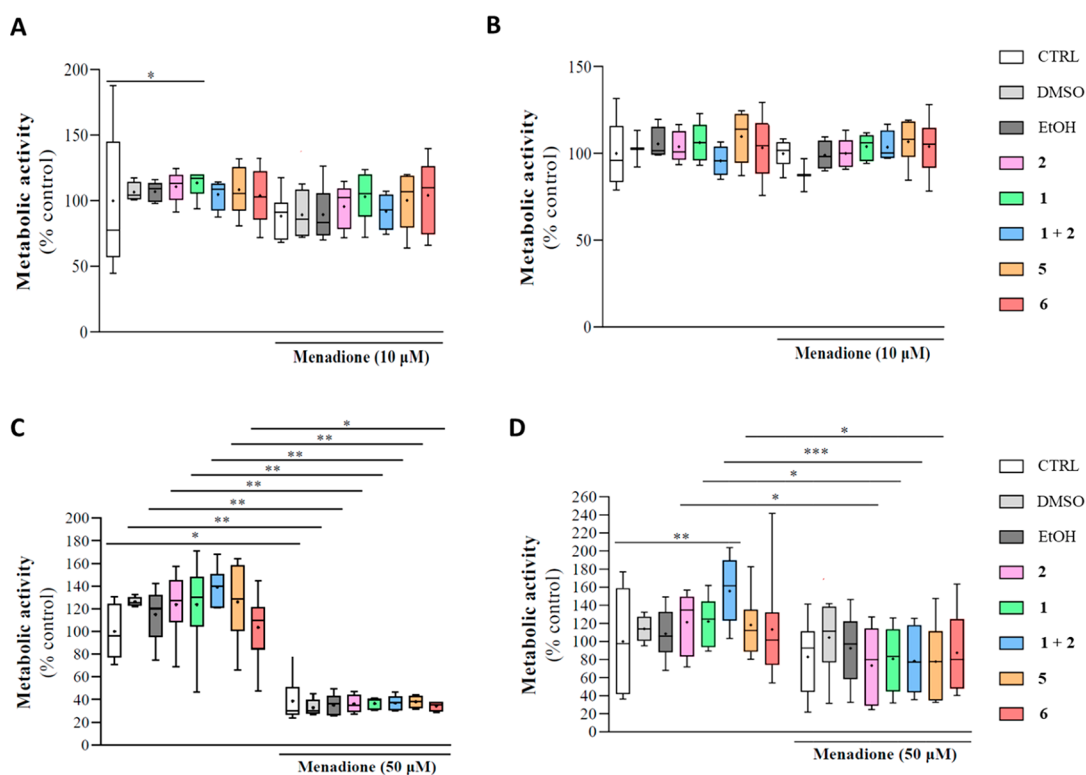 A
Metabolic activity
(% control)
200
150
100
50
0
*
Menadione (10 µM)
B
Metabolic activity
(% control)
150
100
50
0
Menadione (10 µM)
CTRL
DMSO
EtOH
2
1
1 + 2
5
6
C
Metabolic activity
(% control)
200
180
160
140
120
100
80
60
40
20
0
*
**
**
**
**
**
**
*
Menadione (50 µM)
D
Metabolic activity
(% control)
260
240
220
200
180
160
140
120
100
80
60
40
20
0
*
***
*
*
**
Menadione (50 µM)
CTRL
DMSO
EtOH
2
1
1 + 2
5
6